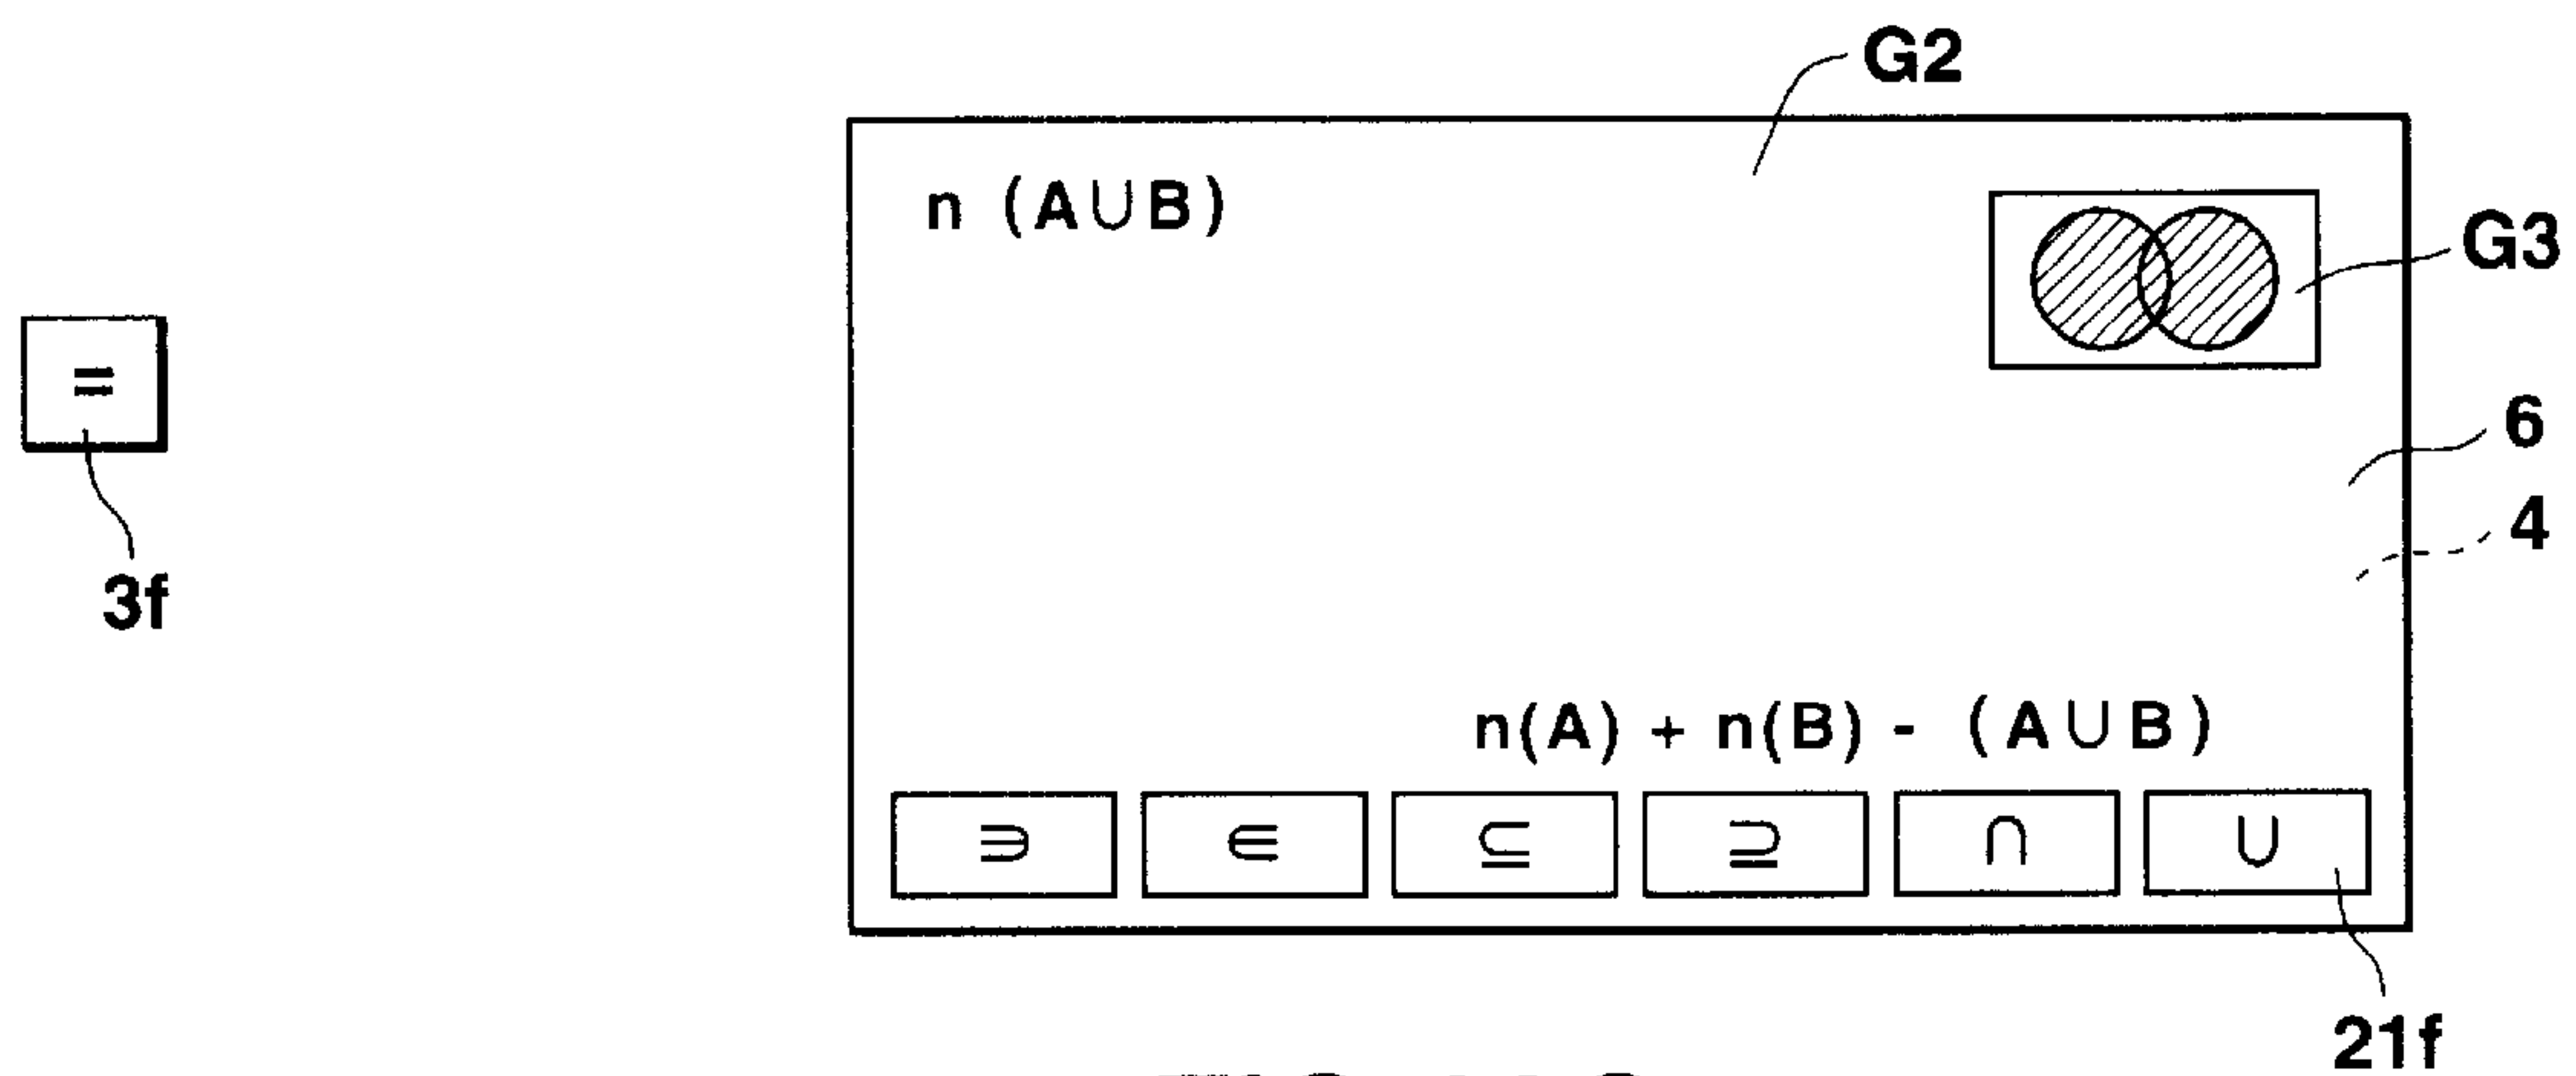 G2
n (A∪B)
G3
=
6
4
3f
n(A) + n(B) - (A∪B)
∋ ∈ ⊆ ⊇ ∩ ∪
21f